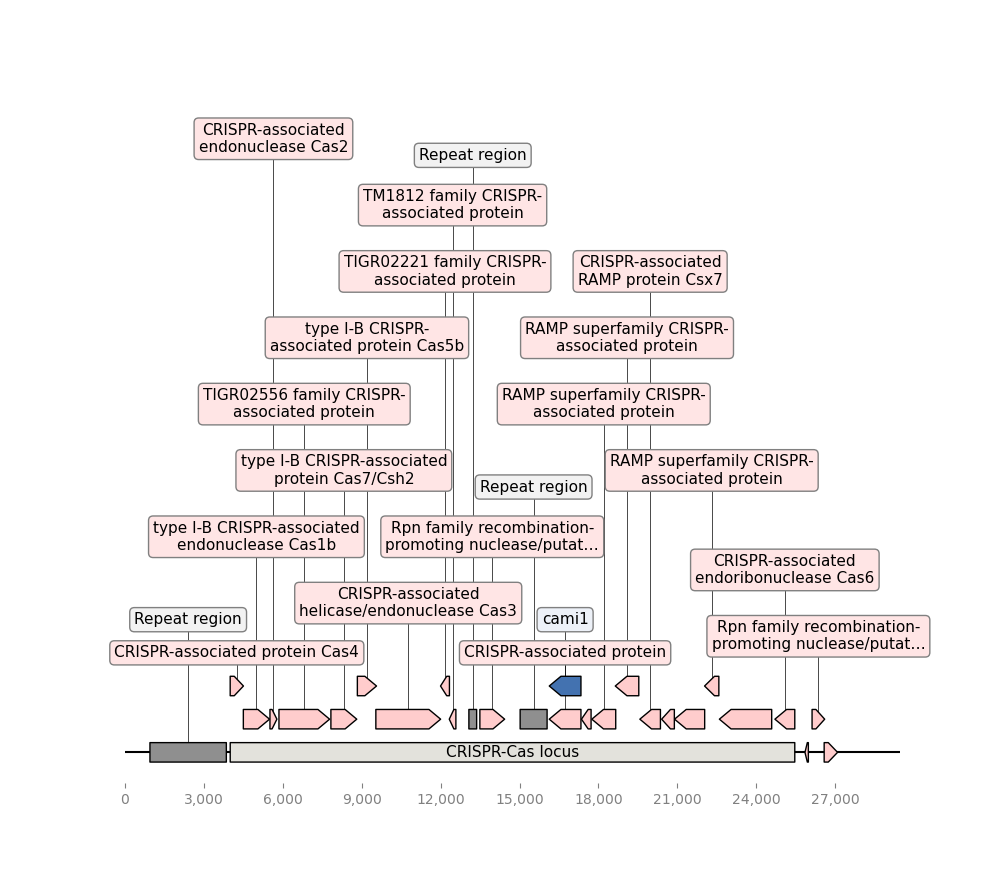 CRISPR-associated
endonuclease Cas2
Repeat region
TM1812 family CRISPR-
associated protein
TIGR02221 family CRISPR-
associated protein
CRISPR-associated
RAMP protein Csx7
type I-B CRISPR-
associated protein Cas5b
RAMP superfamily CRISPR-
associated protein
TIGR02556 family CRISPR-
associated protein
RAMP superfamily CRISPR-
associated protein
type I-B CRISPR-associated
protein Cas7/Csh2
RAMP superfamily CRISPR-
associated protein
Repeat region
type I-B CRISPR-associated
endonuclease Cas1b
Rpn family recombination-
promoting nuclease/putat...
CRISPR-associated
endoribonuclease Cas6
CRISPR-associated
helicase/endonuclease Cas3
Repeat region
cami1
Rpn family recombination-
promoting nuclease/putat...
CRISPR-associated protein Cas4
CRISPR-associated protein
CRISPR-Cas locus
0 3,000 6,000 9,000 12,000 15,000 18,000 21,000 24,000 27,000